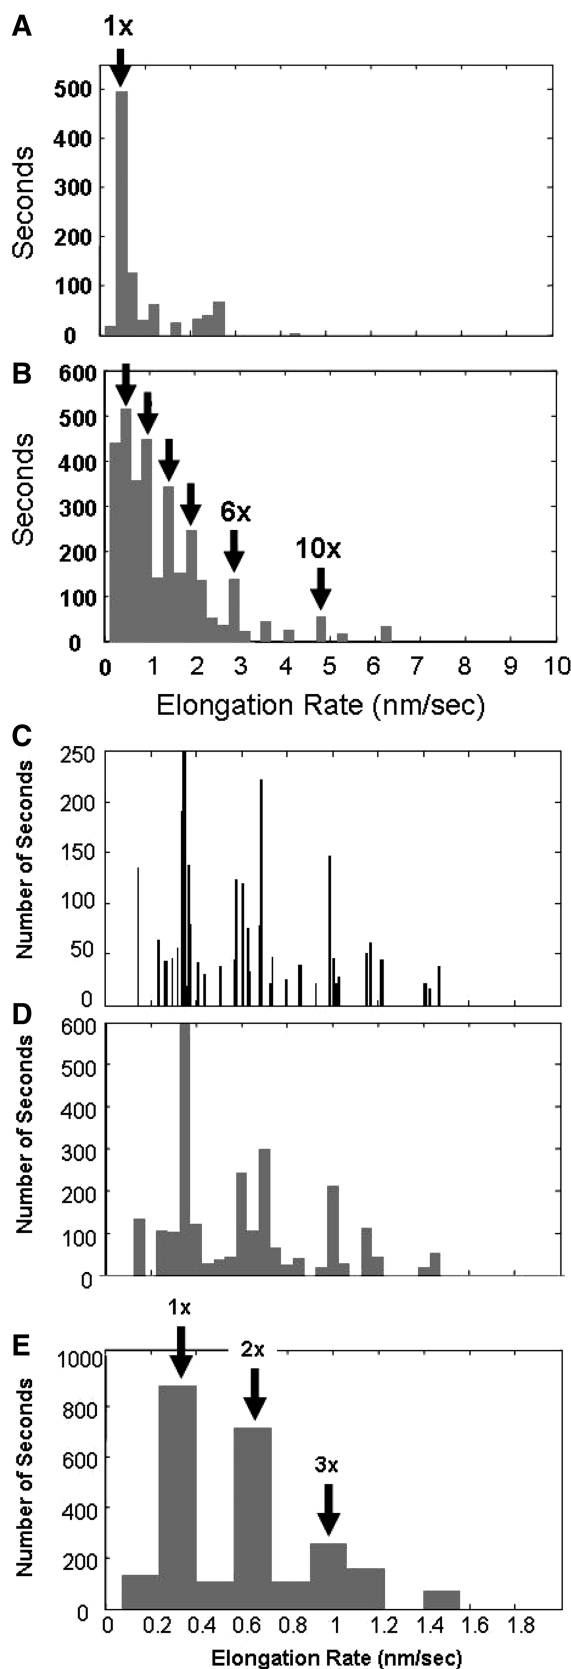 A
1x
500
400
300
200
100
0
Seconds
B
600
500
400
300
200
100
0
Seconds
6x
10x
0 1 2 3 4 5 6 7 8 9 10
Elongation Rate (nm/sec)
C
250
200
150
100
50
0
Number of Seconds
D
600
500
400
300
200
100
0
Number of Seconds
E
1x
2x
3x
1000
800
600
400
200
0
Number of Seconds
0 0.2 0.4 0.6 0.8 1 1.2 1.4 1.6 1.8
Elongation Rate (nm/sec)